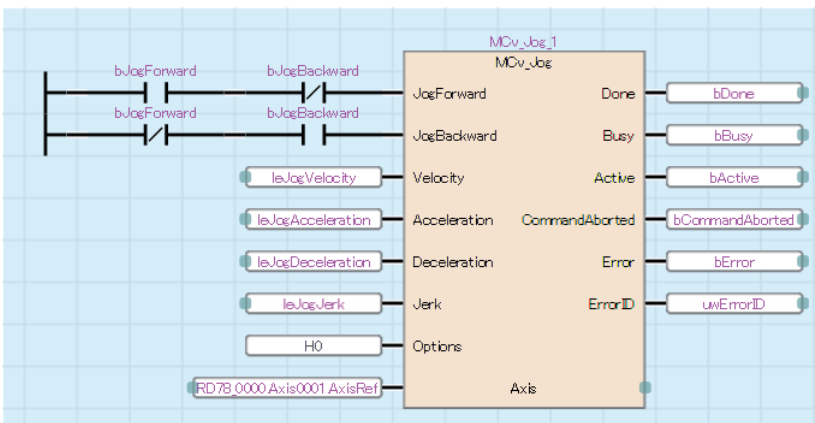 MCv_Jog_1
MCv_Jog
bJogForward bJogBackward
JogForward Done bDone
bJogForward bJogBackward
JogBackward Busy bBusy
leJogVelocity Velocity Active bActive
leJogAcceleration Acceleration CommandAborted bCommandAborted
leJogDeceleration Deceleration Error bError
leJogJerk Jerk ErrorID uwErrorID
H0 Options
RD78_0000.Axis0001.AxisRef Axis